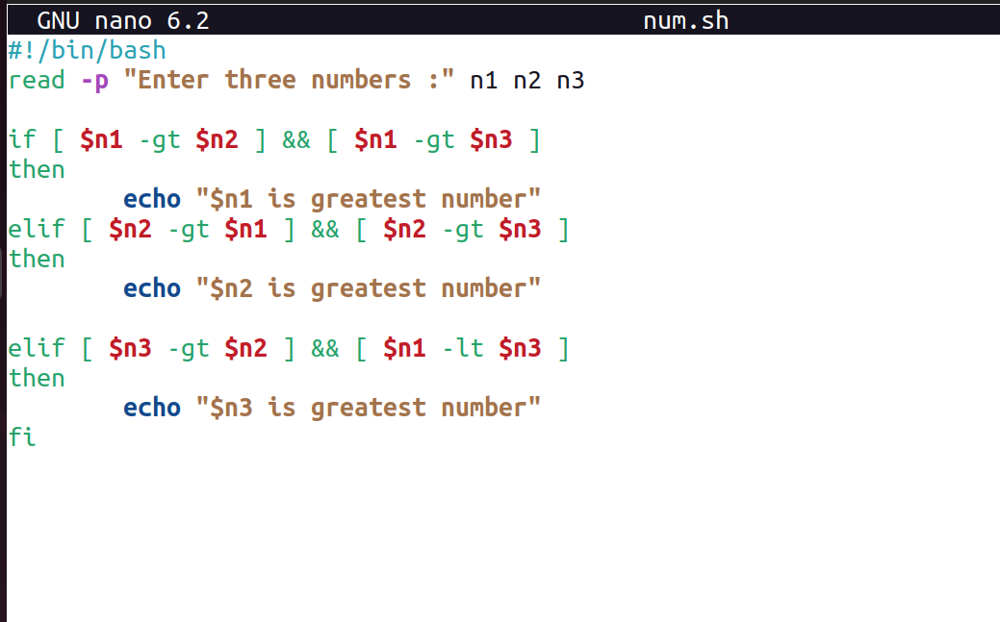 GNU nano 6.2 num.sh
#!/bin/bash
read -p "Enter three numbers :" n1 n2 n3
if [ $n1 -gt $n2 ] && [ $n1 -gt $n3 ]
then
echo "$n1 is greatest number"
elif [ $n2 -gt $n1 ] && [ $n2 -gt $n3 ]
then
echo "$n2 is greatest number"
elif [ $n3 -gt $n2 ] && [ $n1 -lt $n3 ]
then
echo "$n3 is greatest number"
fi